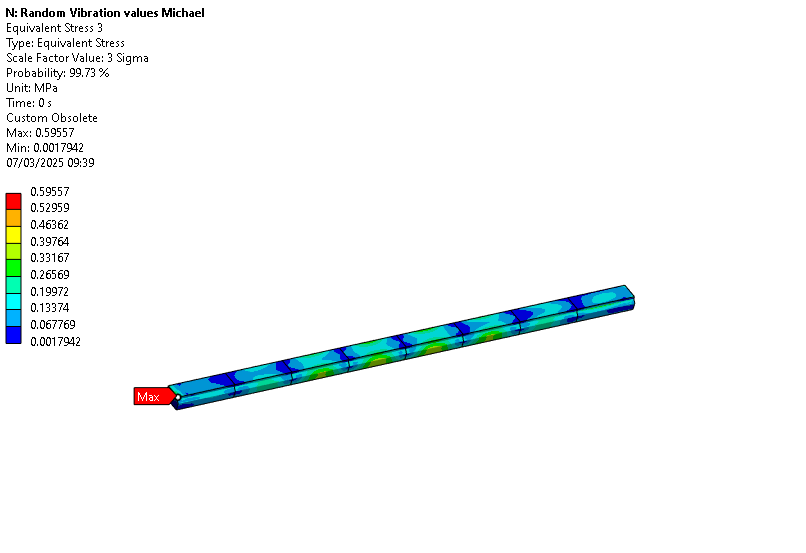 N: Random Vibration values Michael
Equivalent Stress 3
Type: Equivalent Stress
Scale Factor Value: 3 Sigma
Probability: 99.73 %
Unit: MPa
Time: 0 s
Custom Obsolete
Max: 0.59557
Min: 0.0017942
07/03/2025 09:39
0.59557
0.52959
0.46362
0.39764
0.33167
0.26569
0.19972
0.13374
0.067769
0.0017942
Max